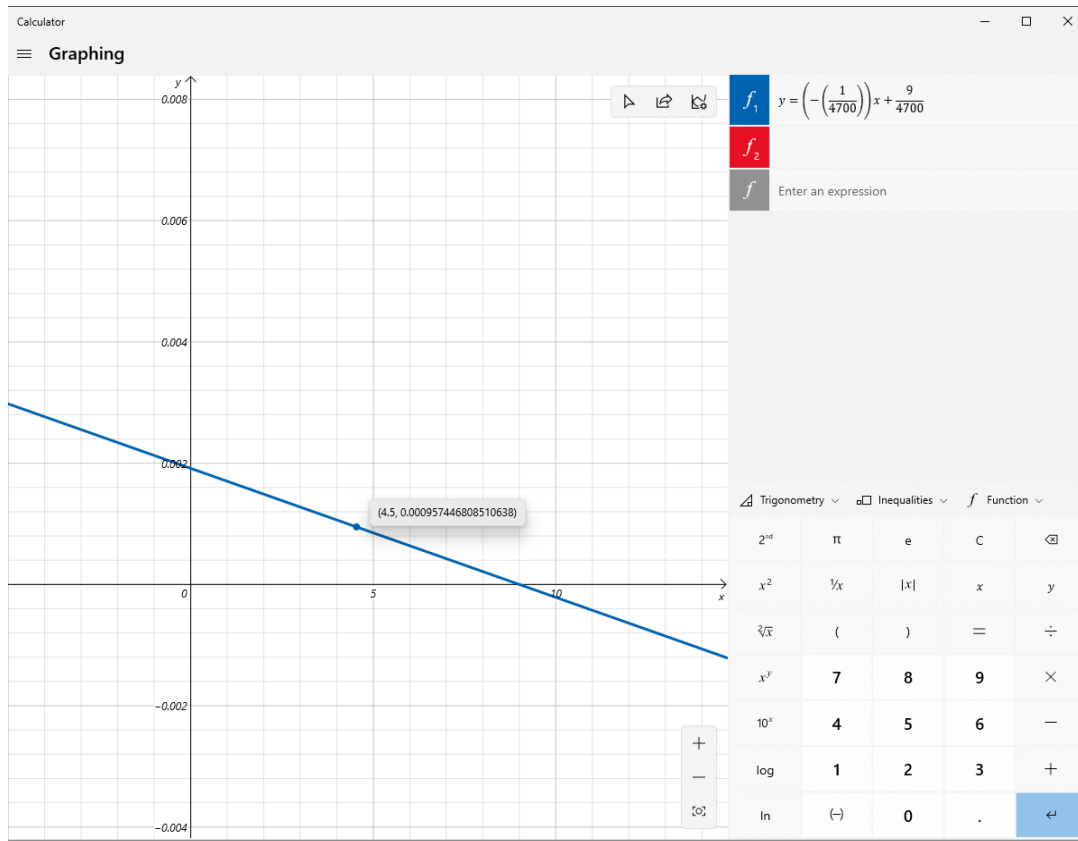 Calculator
Graphing
y
0.008
0.006
0.004
0.002
(4.5, 0.000957446808510638)
0
5
10
x
−0.002
−0.004
f1
y = (−(1/4700))x + 9/4700
f2
f
Enter an expression
Trigonometry
Inequalities
f Function
2nd π e C
x² ¹/x |x| x y
²√x ( ) = ÷
xʸ 7 8 9 ×
10ˣ 4 5 6 −
log 1 2 3 +
ln (−) 0 .